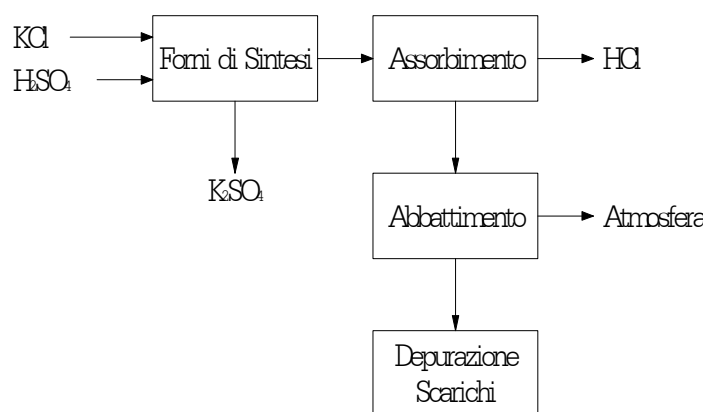 KCl
H₂SO₄
Forni di Sintesi
Assorbimento
HCl
K₂SO₄
Abbattimento
Atmosfera
Depurazione
Scarichi